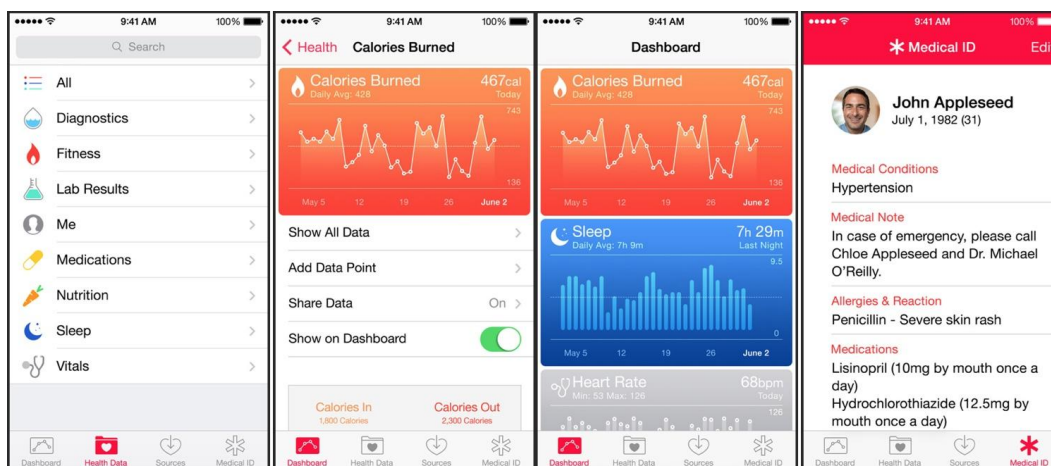 9:41 AM 100%
Search
All
Diagnostics
Fitness
Lab Results
Me
Medications
Nutrition
Sleep
Vitals
Dashboard Health Data Sources Medical ID
9:41 AM 100%
Health Calories Burned
Calories Burned 467cal
Daily Avg: 428 Today
743
136
May 5 12 19 26 June 2
Show All Data
Add Data Point
Share Data On
Show on Dashboard
Calories In Calories Out
1,800 Calories 2,300 Calories
Dashboard Health Data Sources Medical ID
9:41 AM 100%
Dashboard
Calories Burned 467cal
Daily Avg: 428 Today
743
136
May 5 12 19 26 June 2
Sleep 7h 29m
Daily Avg: 7h 9m Last Night
9.5
0
May 5 12 19 26 June 2
Heart Rate 68bpm
Min: 53 Max: 126 Today
126
Dashboard Health Data Sources Medical ID
9:41 AM 100%
Medical ID Edi
John Appleseed
July 1, 1982 (31)
Medical Conditions
Hypertension
Medical Note
In case of emergency, please call
Chloe Appleseed and Dr. Michael
O'Reilly.
Allergies & Reaction
Penicillin - Severe skin rash
Medications
Lisinopril (10mg by mouth once a
day)
Hydrochlorothiazide (12.5mg by
mouth once a day)
Dashboard Health Data Sources Medical ID